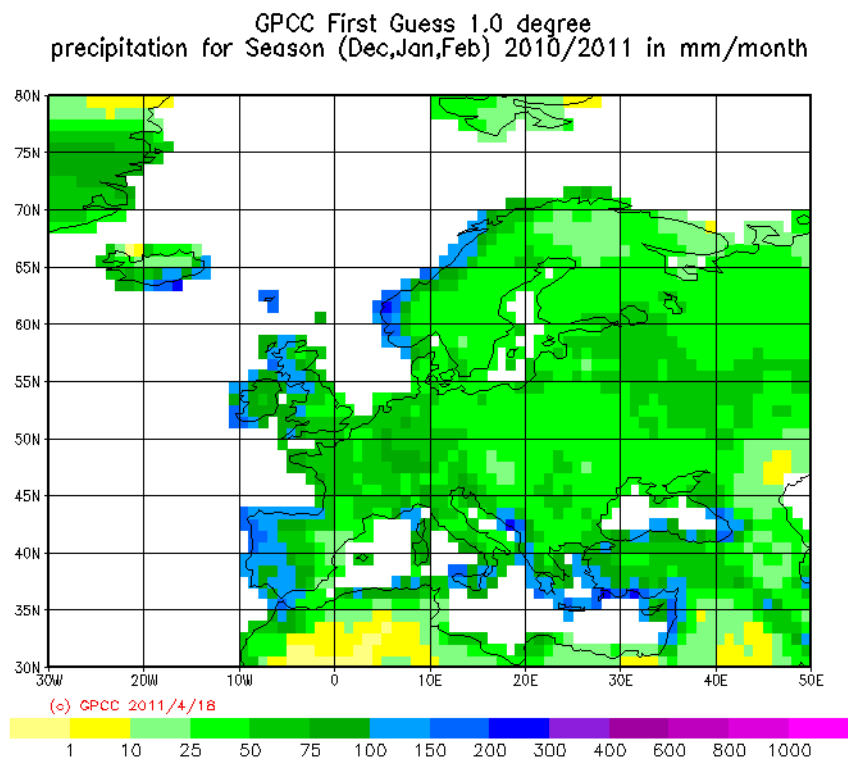 GPCC First Guess 1.0 degree
precipitation for Season (Dec,Jan,Feb) 2010/2011 in mm/month
80N
75N
70N
65N
60N
55N
50N
45N
40N
35N
30N
30W 20W 10W 0 10E 20E 30E 40E 50E
(c) GPCC 2011/4/18
1 10 25 50 75 100 150 200 300 400 600 800 1000